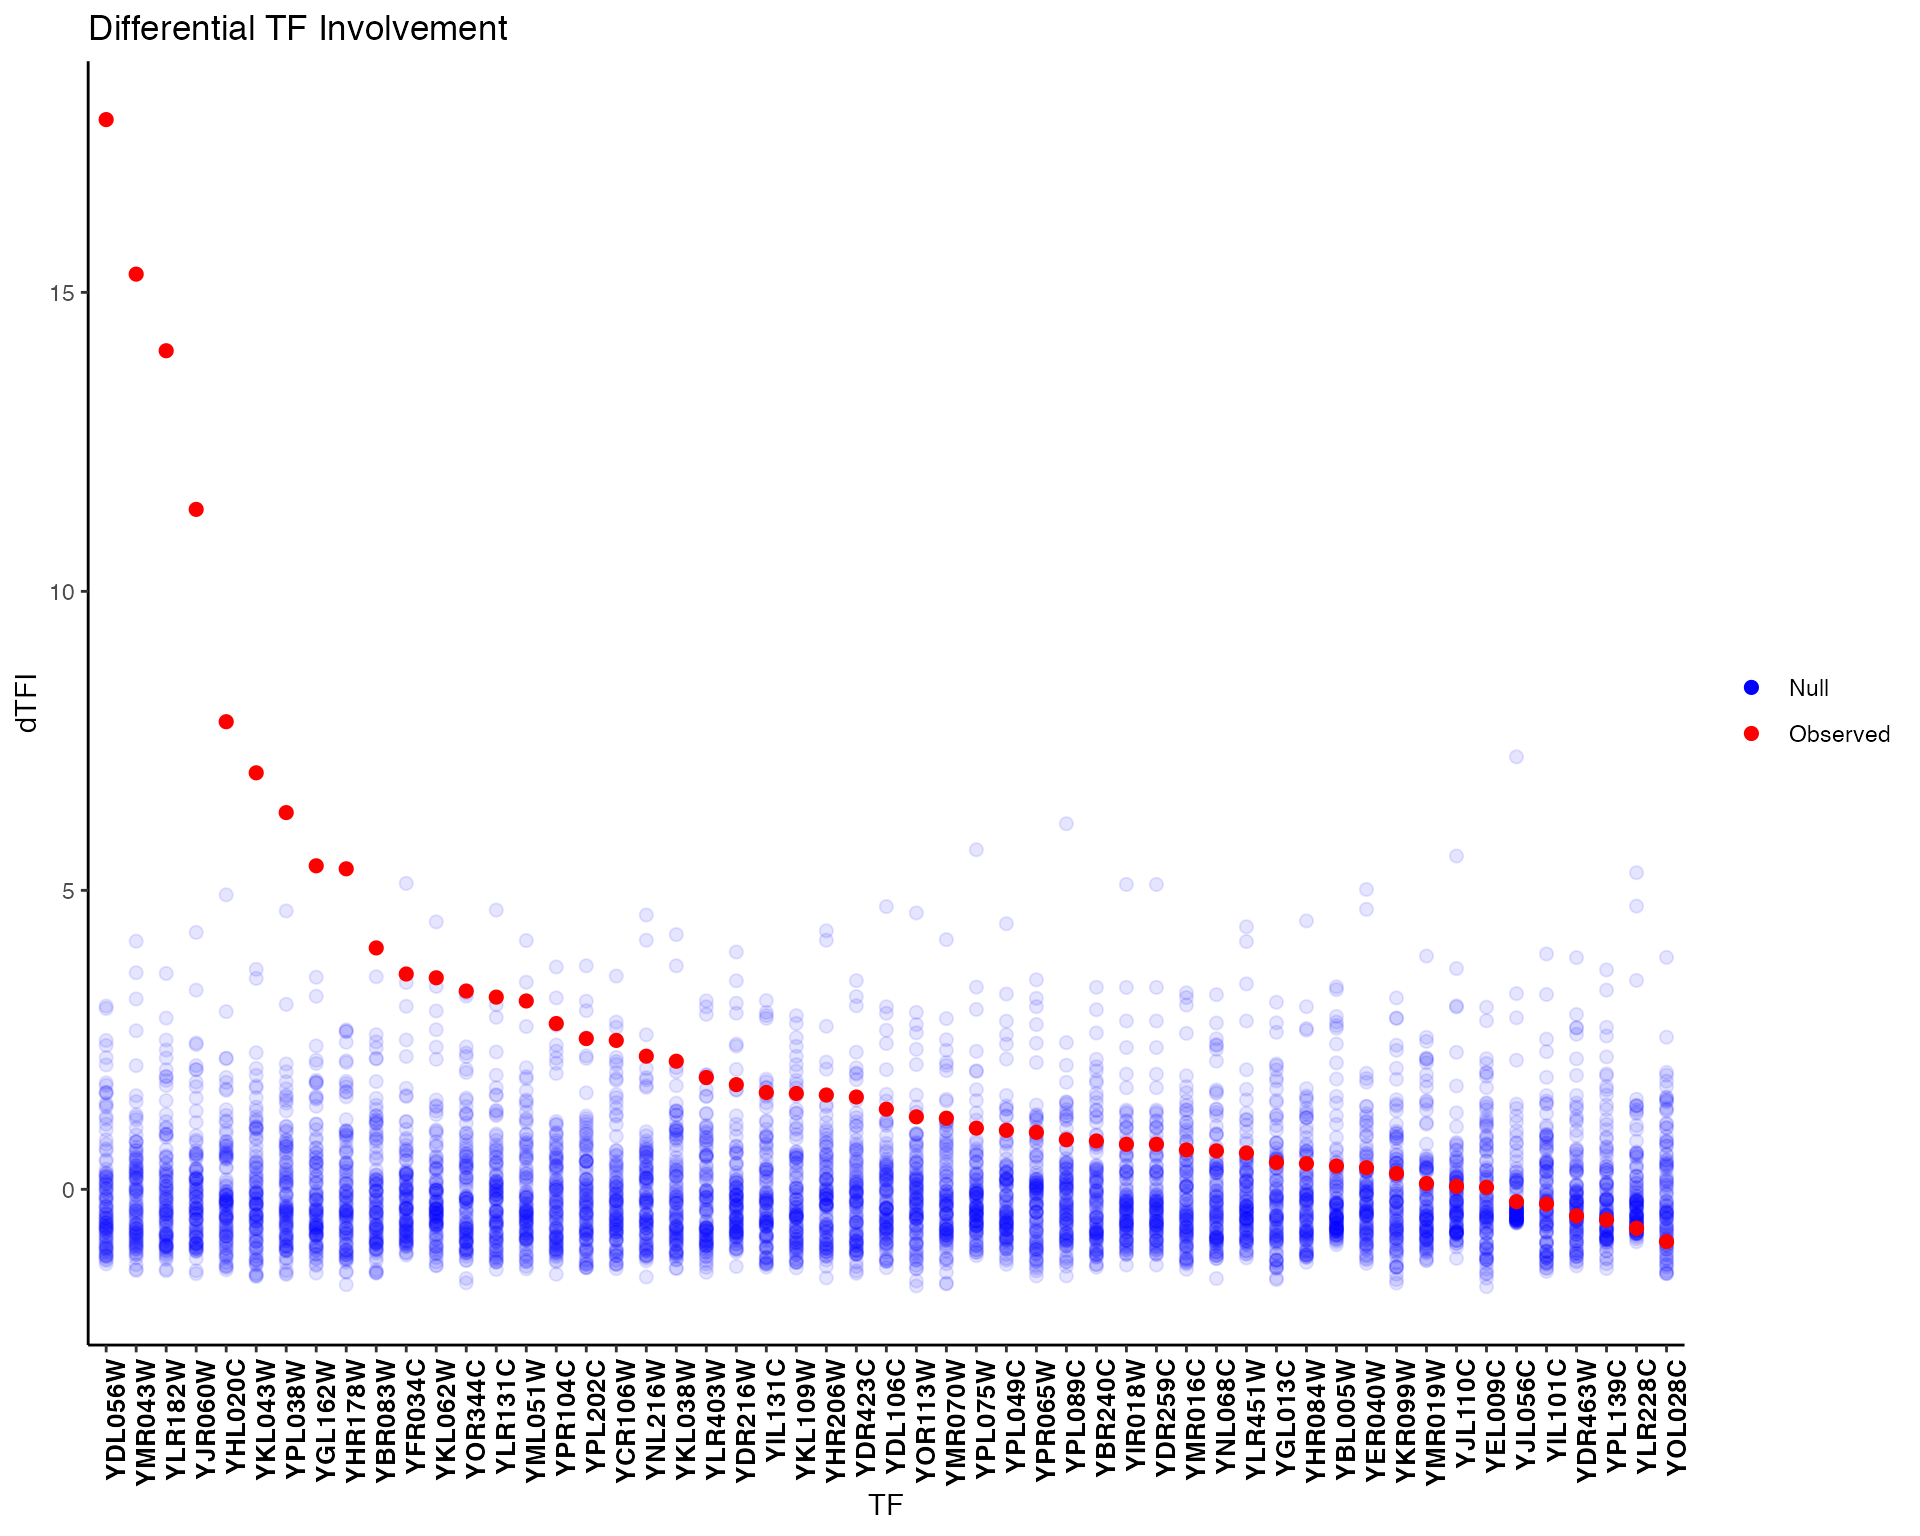 Differential TF Involvement
dTFI
15
10
5
0
YDL056W
YMR043W
YLR182W
YJR060W
YHL020C
YKL043W
YPL038W
YGL162W
YHR178W
YBR083W
YFR034C
YKL062W
YOR344C
YLR131C
YML051W
YPR104C
YPL202C
YCR106W
YNL216W
YKL038W
YLR403W
YDR216W
YIL131C
YKL109W
YHR206W
YDR423C
YDL106C
YOR113W
YMR070W
YPL075W
YPL049C
YPR065W
YPL089C
YBR240C
YIR018W
YDR259C
YMR016C
YNL068C
YLR451W
YGL013C
YHR084W
YBL005W
YER040W
YKR099W
YMR019W
YJL110C
YEL009C
YJL056C
YIL101C
YDR463W
YPL139C
YLR228C
YOL028C
TF
Null
Observed